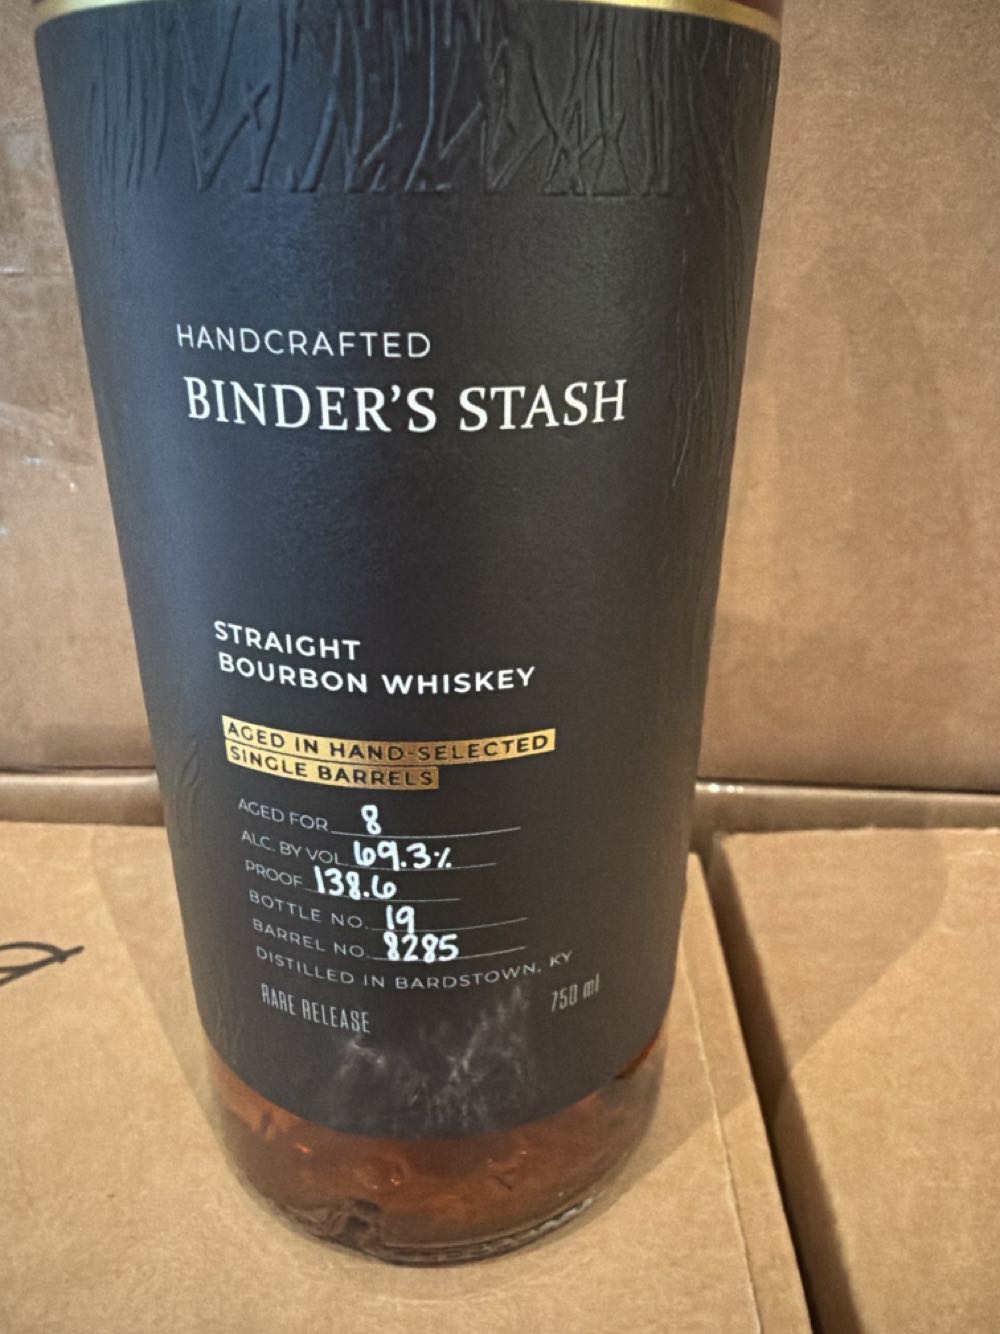 HANDCRAFTED
BINDER'S STASH
STRAIGHT
BOURBON WHISKEY
AGED IN HAND-SELECTED
SINGLE BARRELS
AGED FOR 8
ALC. BY VOL. 69.3%
PROOF 138.6
BOTTLE NO. 19
BARREL NO. 8285
DISTILLED IN BARDSTOWN, KY
RARE RELEASE 750 ml